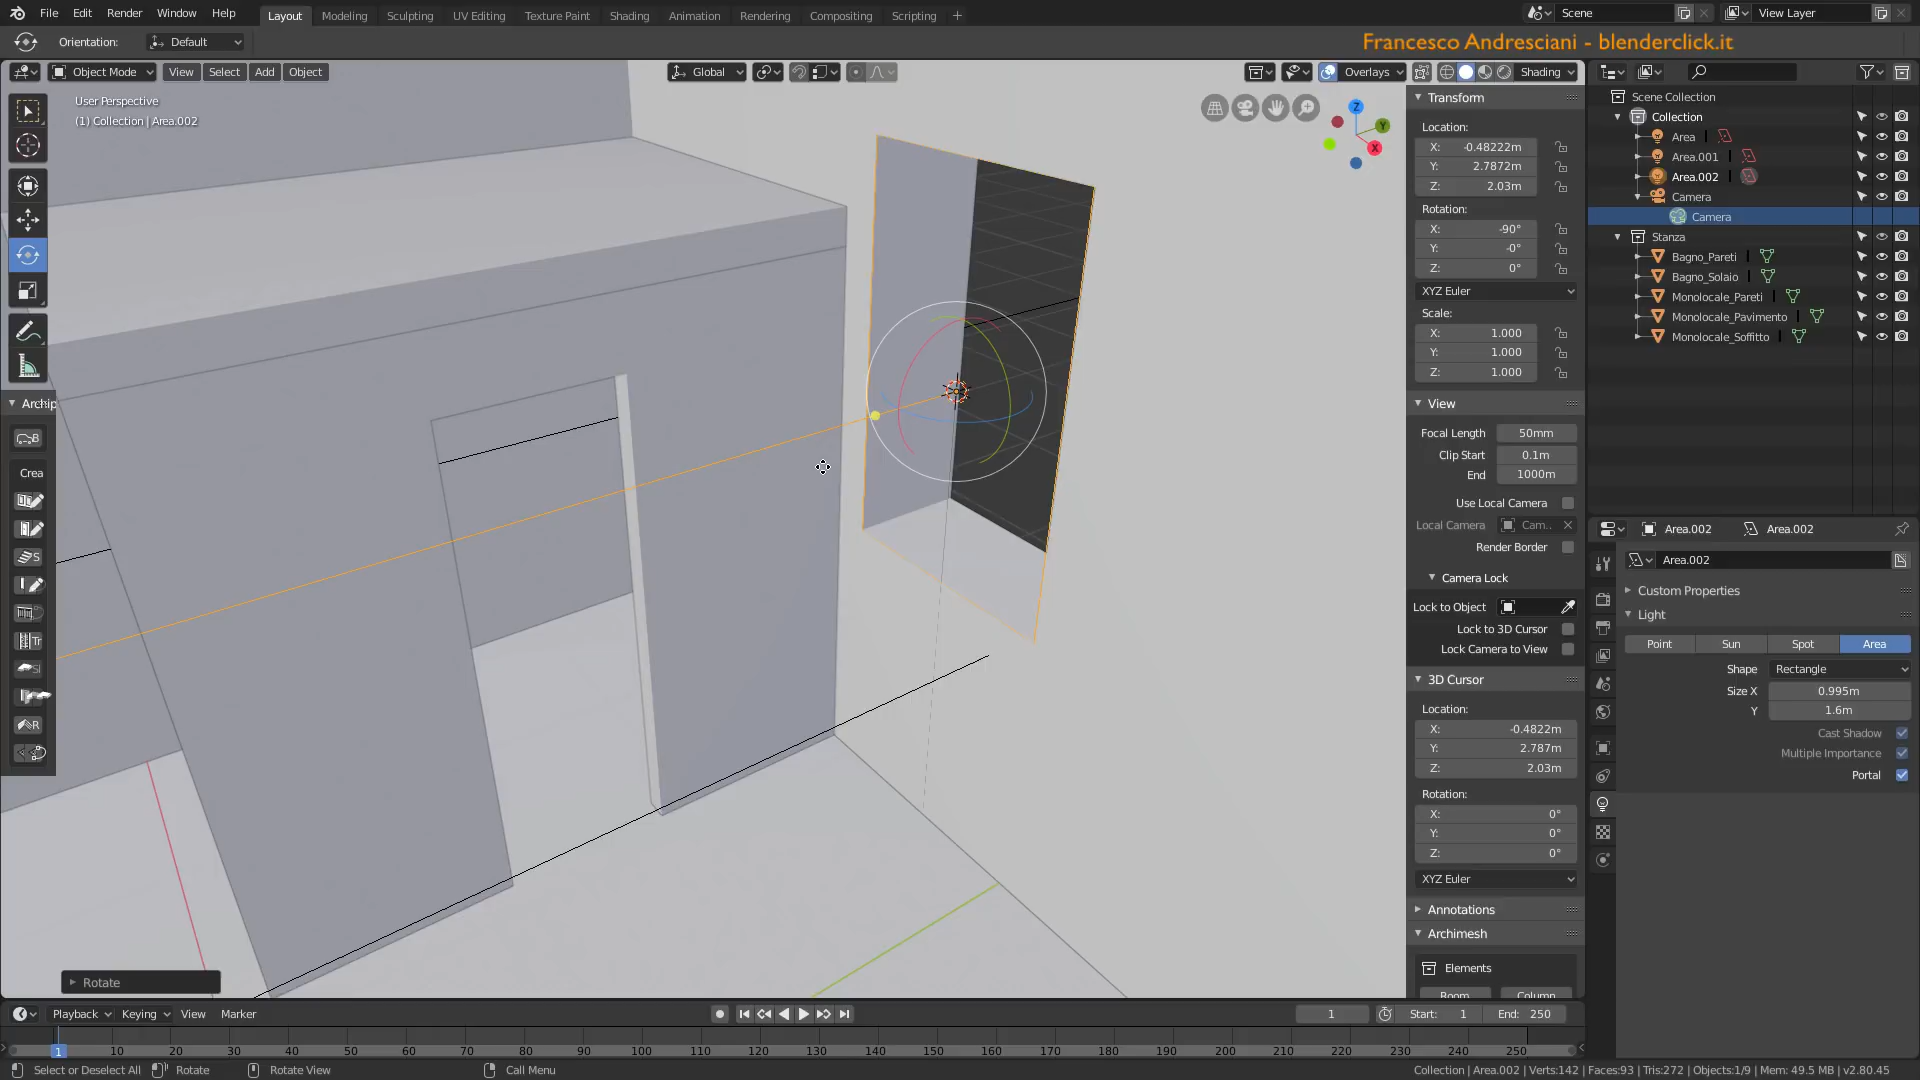 File Edit Render Window Help Layout Modeling Sculpting UV Editing Texture Paint Shading Animation Rendering Compositing Scripting + Scene View Layer
Orientation: Default
Francesco Andresciani - blenderclick.it
Object Mode View Select Add Object Global Overlays Shading
User Perspective
(1) Collection | Area.002
Z
Y
X
Archip
B
Crea
S
Tr
Sl
R
Rotate
Transform
Location:
X: -0.48222m
Y: 2.7872m
Z: 2.03m
Rotation:
X: -90°
Y: -0°
Z: 0°
XYZ Euler
Scale:
X: 1.000
Y: 1.000
Z: 1.000
View
Focal Length 50mm
Clip Start 0.1m
End 1000m
Use Local Camera
Local Camera Cam..
Render Border
Camera Lock
Lock to Object
Lock to 3D Cursor
Lock Camera to View
3D Cursor
Location:
X: -0.4822m
Y: 2.787m
Z: 2.03m
Rotation:
X: 0°
Y: 0°
Z: 0°
XYZ Euler
Annotations
Archimesh
Elements
Room Column
Scene Collection
Collection
Area
Area.001
Area.002
Camera
Camera
Stanza
Bagno_Pareti
Bagno_Solaio
Monolocale_Pareti
Monolocale_Pavimento
Monolocale_Soffitto
Area.002 Area.002
Area.002
Custom Properties
Light
Point Sun Spot Area
Shape Rectangle
Size X 0.995m
Y 1.6m
Cast Shadow
Multiple Importance
Portal
Playback Keying View Marker 1 Start: 1 End: 250
1 10 20 30 40 50 60 70 80 90 100 110 120 130 140 150 160 170 180 190 200 210 220 230 240 250
Select or Deselect All Rotate Rotate View Call Menu Collection | Area.002 | Verts:142 | Faces:93 | Tris:272 | Objects:1/9 | Mem: 49.5 MB | v2.80.45